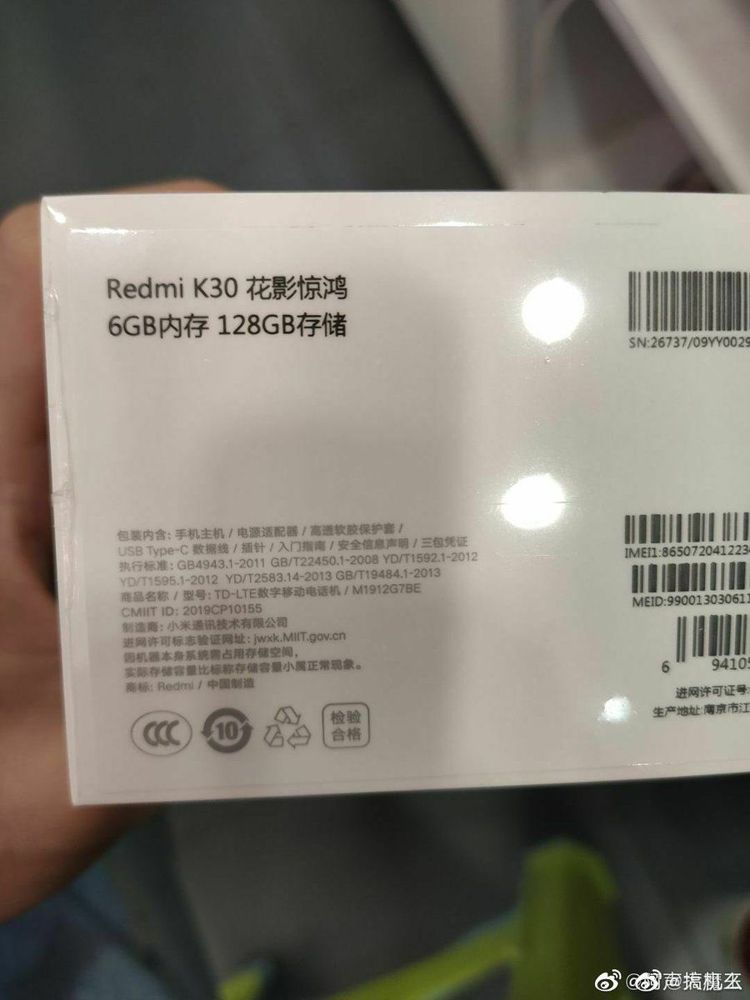 Redmi K30 花影惊鸿
6GB内存 128GB存储
SN:26737/09YY0029
包装内含: 手机主机 / 电源适配器 / 高透软胶保护套 /
USB Type-C 数据线 / 插针 / 入门指南 / 安全信息声明 / 三包凭证
执行标准: GB4943.1-2011 GB/T22450.1-2008 YD/T1592.1-2012
YD/T1595.1-2012 YD/T2583.14-2013 GB/T19484.1-2013
商品名称 / 型号: TD-LTE数字移动电话机 / M1912G7BE
CMIIT ID: 2019CP10155
制造商: 小米通讯技术有限公司
进网许可标志验证网址: jwxk.MIIT.gov.cn
因机器本身系统需占用存储空间,
实际存储容量比标称存储容量小属正常现象。
商标: Redmi / 中国制造
CCC
10
检验
合格
IMEI1:865072041223
MEID:99001303061
6 94105
进网许可证号:
生产地址:南京市江